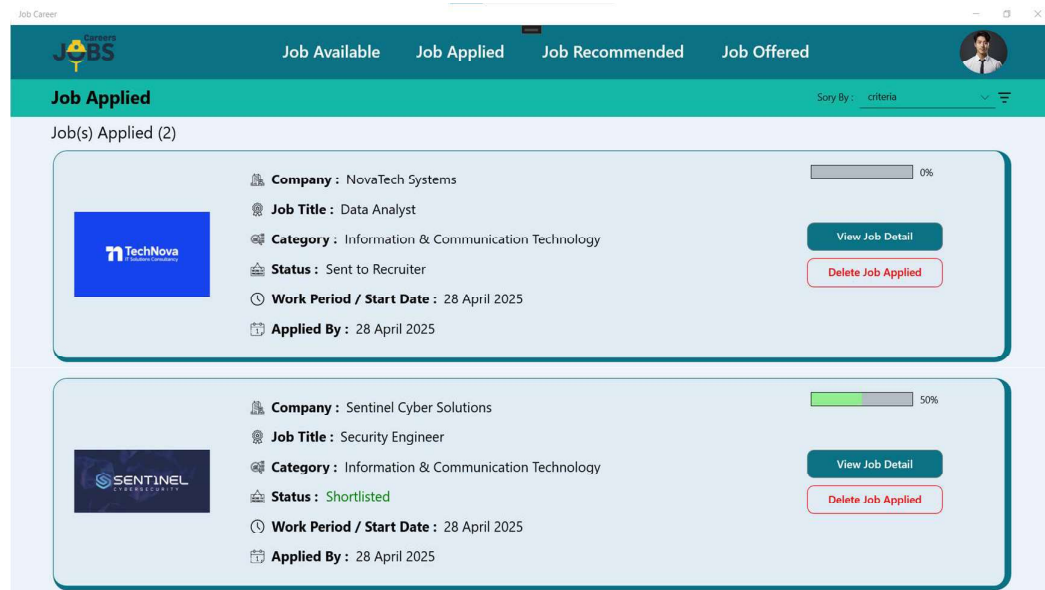 Job Career
Careers
JOBS
Job Available
Job Applied
Job Recommended
Job Offered
Job Applied
Sory By : criteria
Job(s) Applied (2)
TechNova
IT Solutions Consultancy
Company : NovaTech Systems
Job Title : Data Analyst
Category : Information & Communication Technology
Status : Sent to Recruiter
Work Period / Start Date : 28 April 2025
Applied By : 28 April 2025
0%
View Job Detail
Delete Job Applied
SENTINEL
CYBERSECURITY
Company : Sentinel Cyber Solutions
Job Title : Security Engineer
Category : Information & Communication Technology
Status : Shortlisted
Work Period / Start Date : 28 April 2025
Applied By : 28 April 2025
50%
View Job Detail
Delete Job Applied